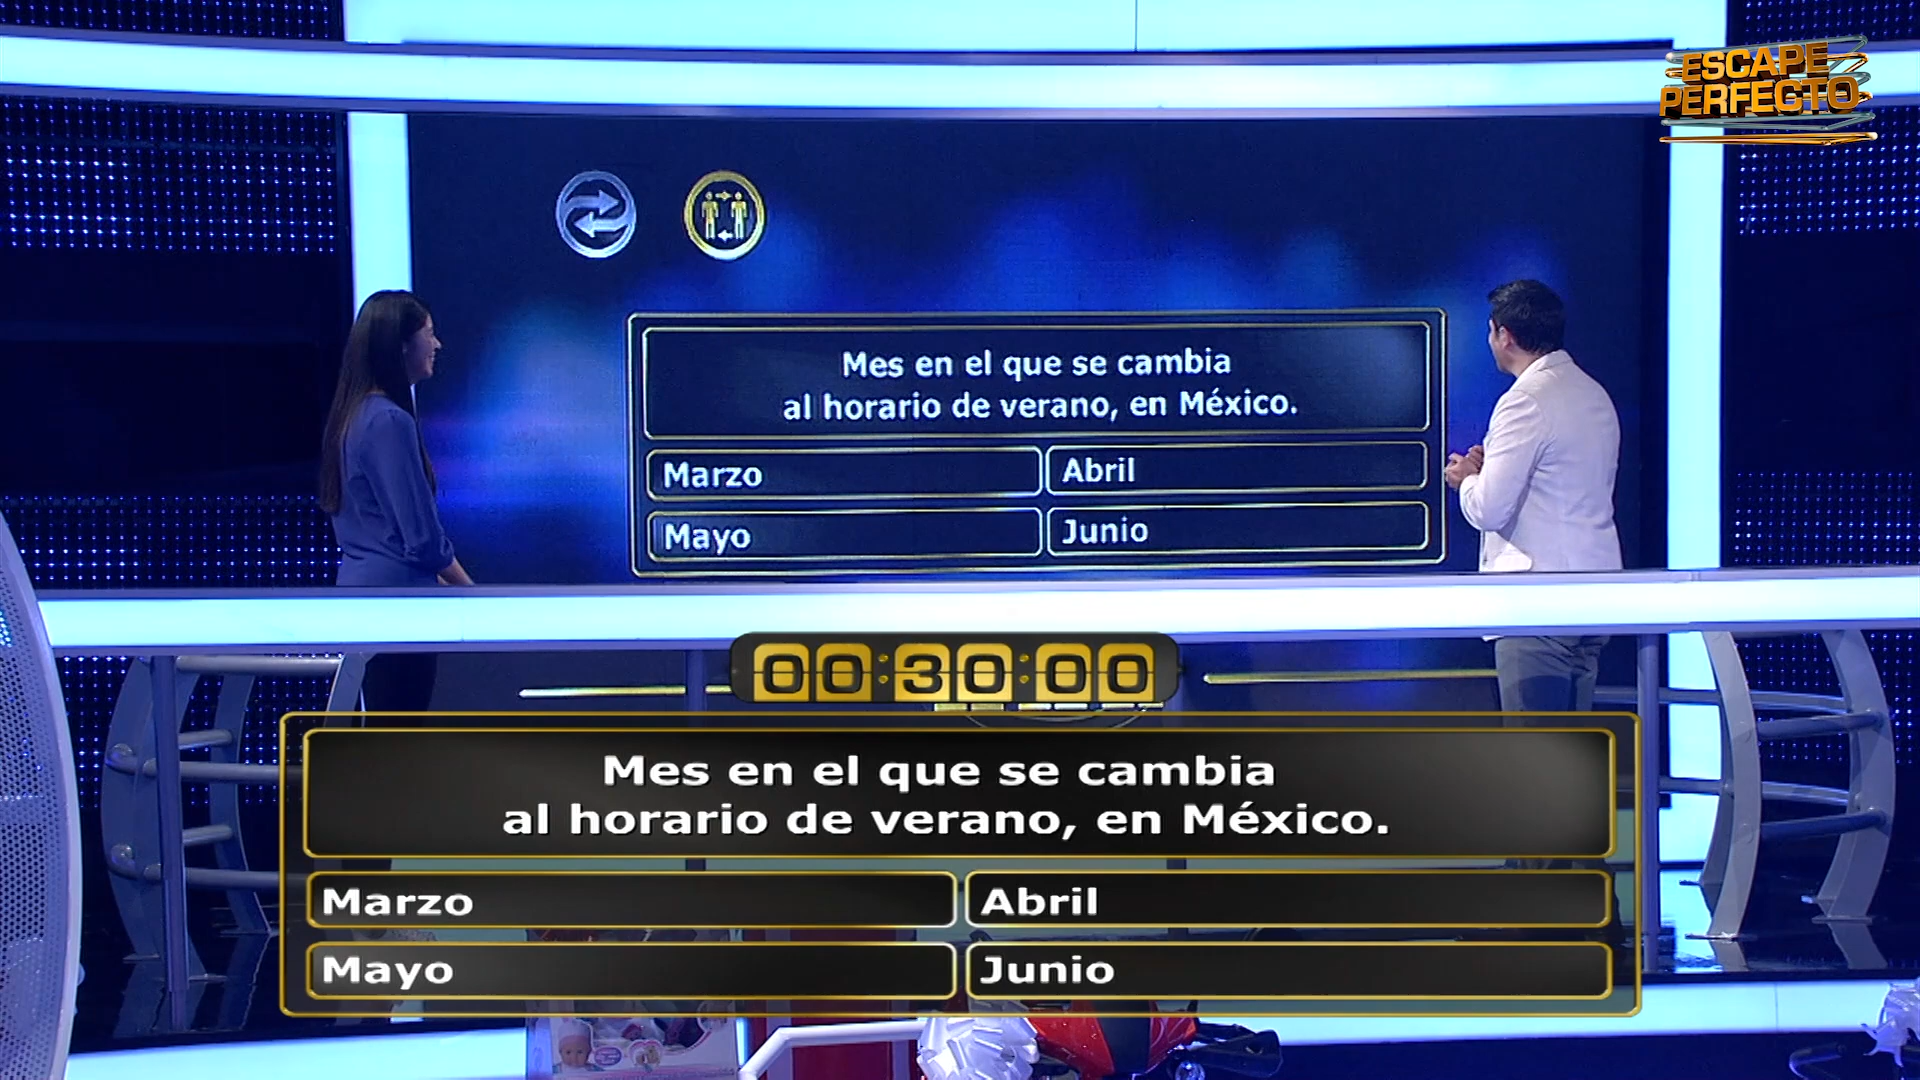 ESCAPE
PERFECTO
Mes en el que se cambia
al horario de verano, en México.
Marzo
Abril
Mayo
Junio
00:30:00
Mes en el que se cambia
al horario de verano, en México.
Marzo
Abril
Mayo
Junio